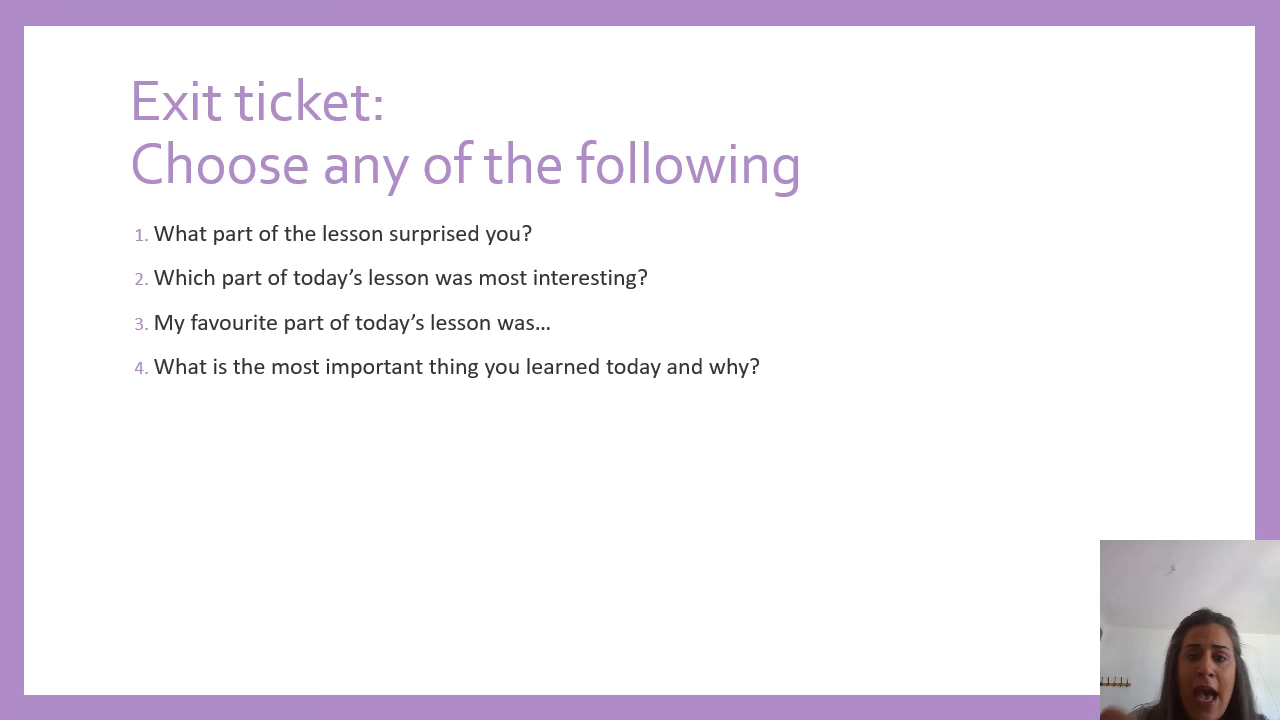 Exit ticket:
Choose any of the following
1. What part of the lesson surprised you?
2. Which part of today’s lesson was most interesting?
3. My favourite part of today’s lesson was…
4. What is the most important thing you learned today and why?